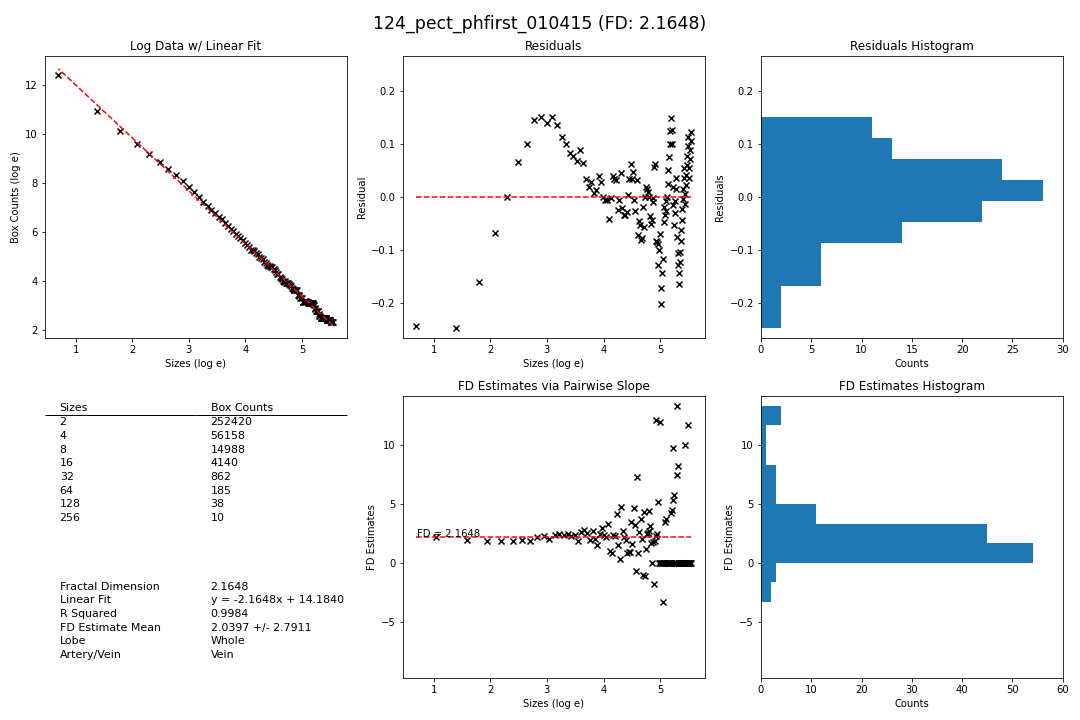 124_pect_phfirst_010415 (FD: 2.1648)
Log Data w/ Linear Fit
Box Counts (log e)
12
10
8
6
4
2
1 2 3 4 5
Sizes (log e)
Residuals
Residual
0.2
0.1
0.0
−0.1
−0.2
1 2 3 4 5
Sizes (log e)
Residuals Histogram
Residuals
0.2
0.1
0.0
−0.1
−0.2
0 5 10 15 20 25 30
Counts
Sizes Box Counts
2 252420
4 56158
8 14988
16 4140
32 862
64 185
128 38
256 10
Fractal Dimension 2.1648
Linear Fit y = -2.1648x + 14.1840
R Squared 0.9984
FD Estimate Mean 2.0397 +/- 2.7911
Lobe Whole
Artery/Vein Vein
FD Estimates via Pairwise Slope
FD Estimates
10
5
0
−5
FD = 2.1648
1 2 3 4 5
Sizes (log e)
FD Estimates Histogram
FD Estimates
10
5
0
−5
0 10 20 30 40 50 60
Counts